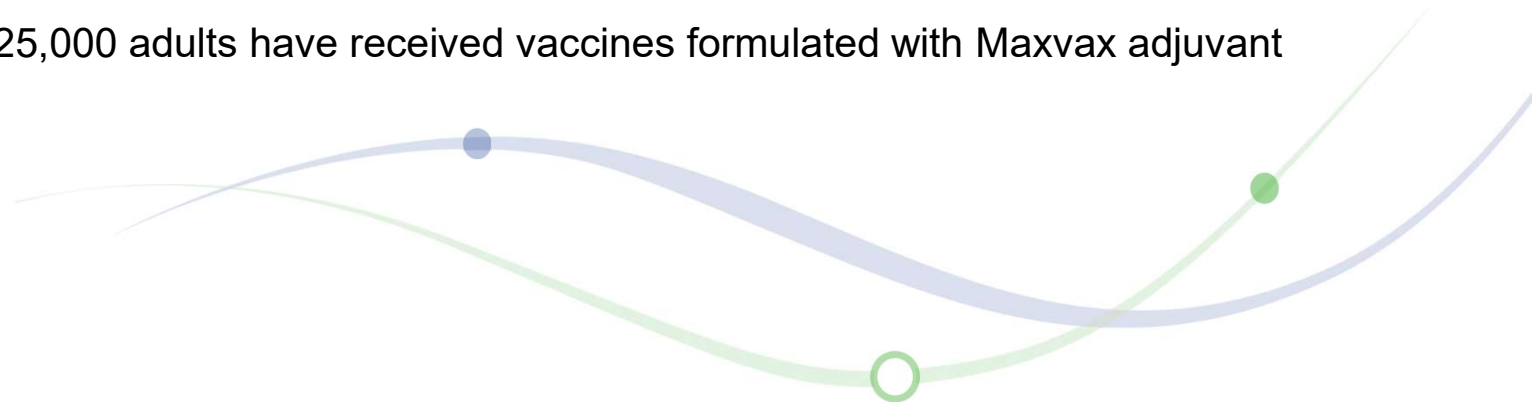 25,000 adults have received vaccines formulated with Maxvax adjuvant